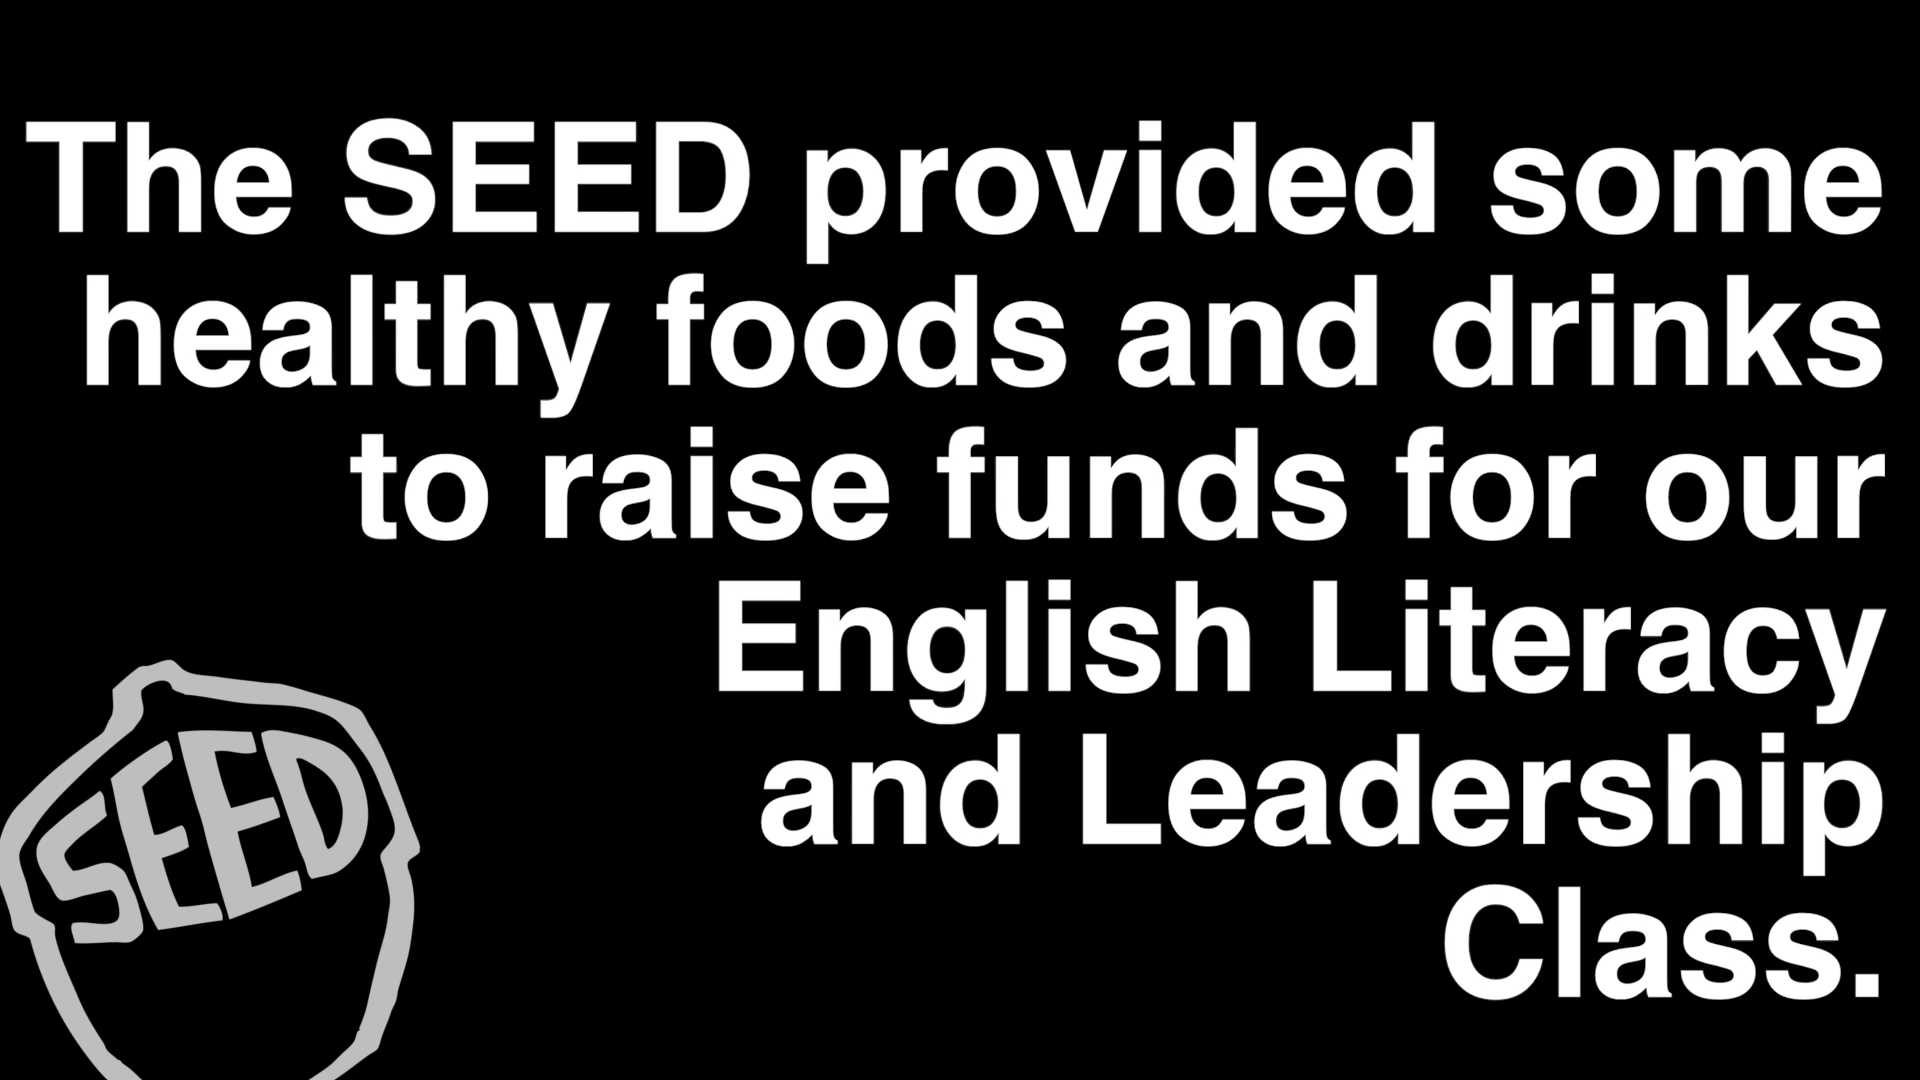 The SEED provided some
healthy foods and drinks
to raise funds for our
English Literacy
and Leadership
Class.
SEED